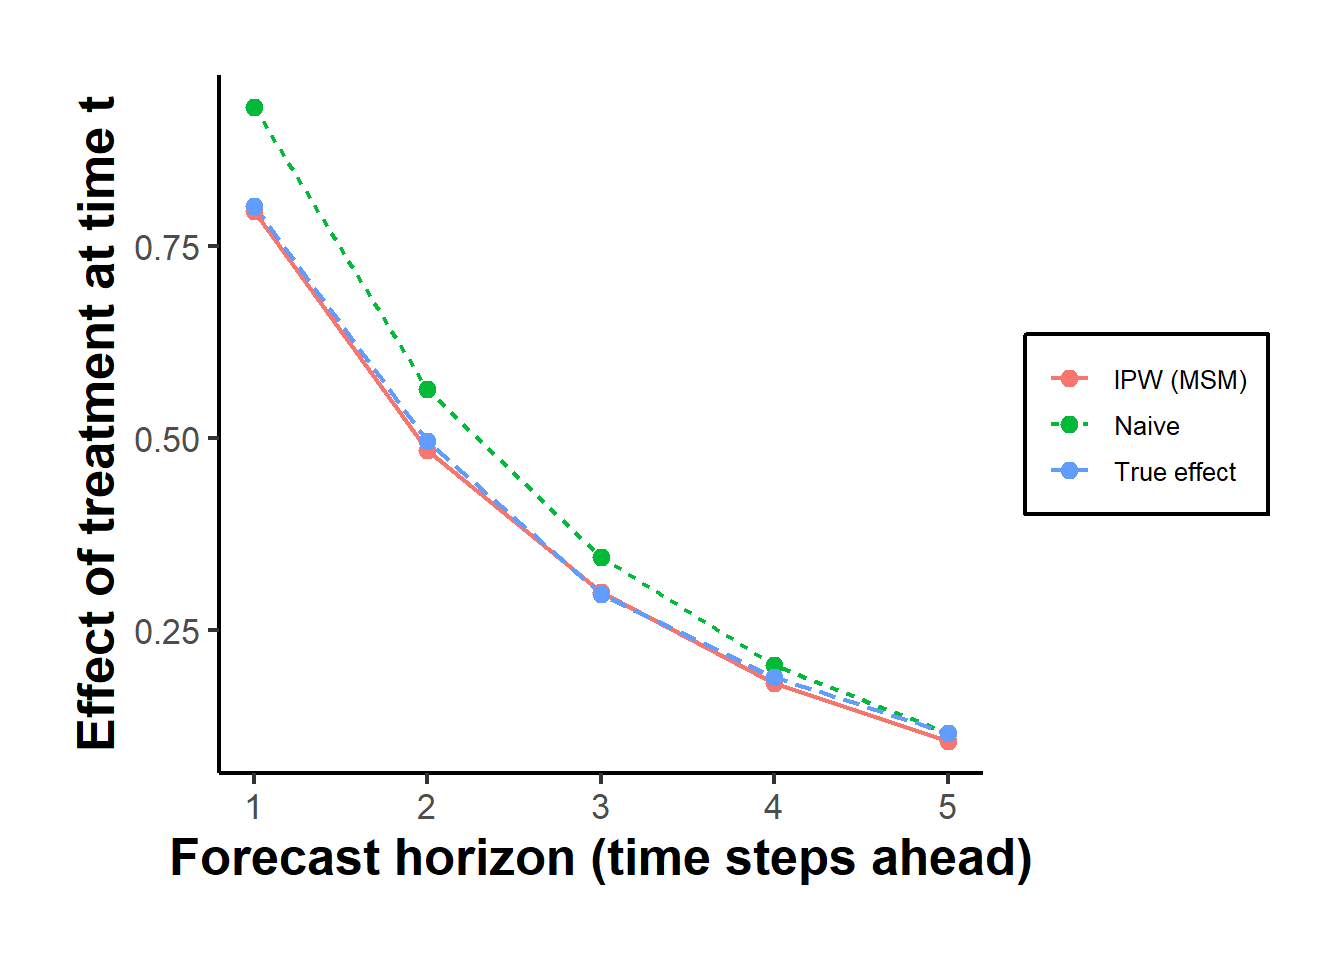 Effect of treatment at time t
0.75
0.50
0.25
1 2 3 4 5
Forecast horizon (time steps ahead)
IPW (MSM)
Naive
True effect